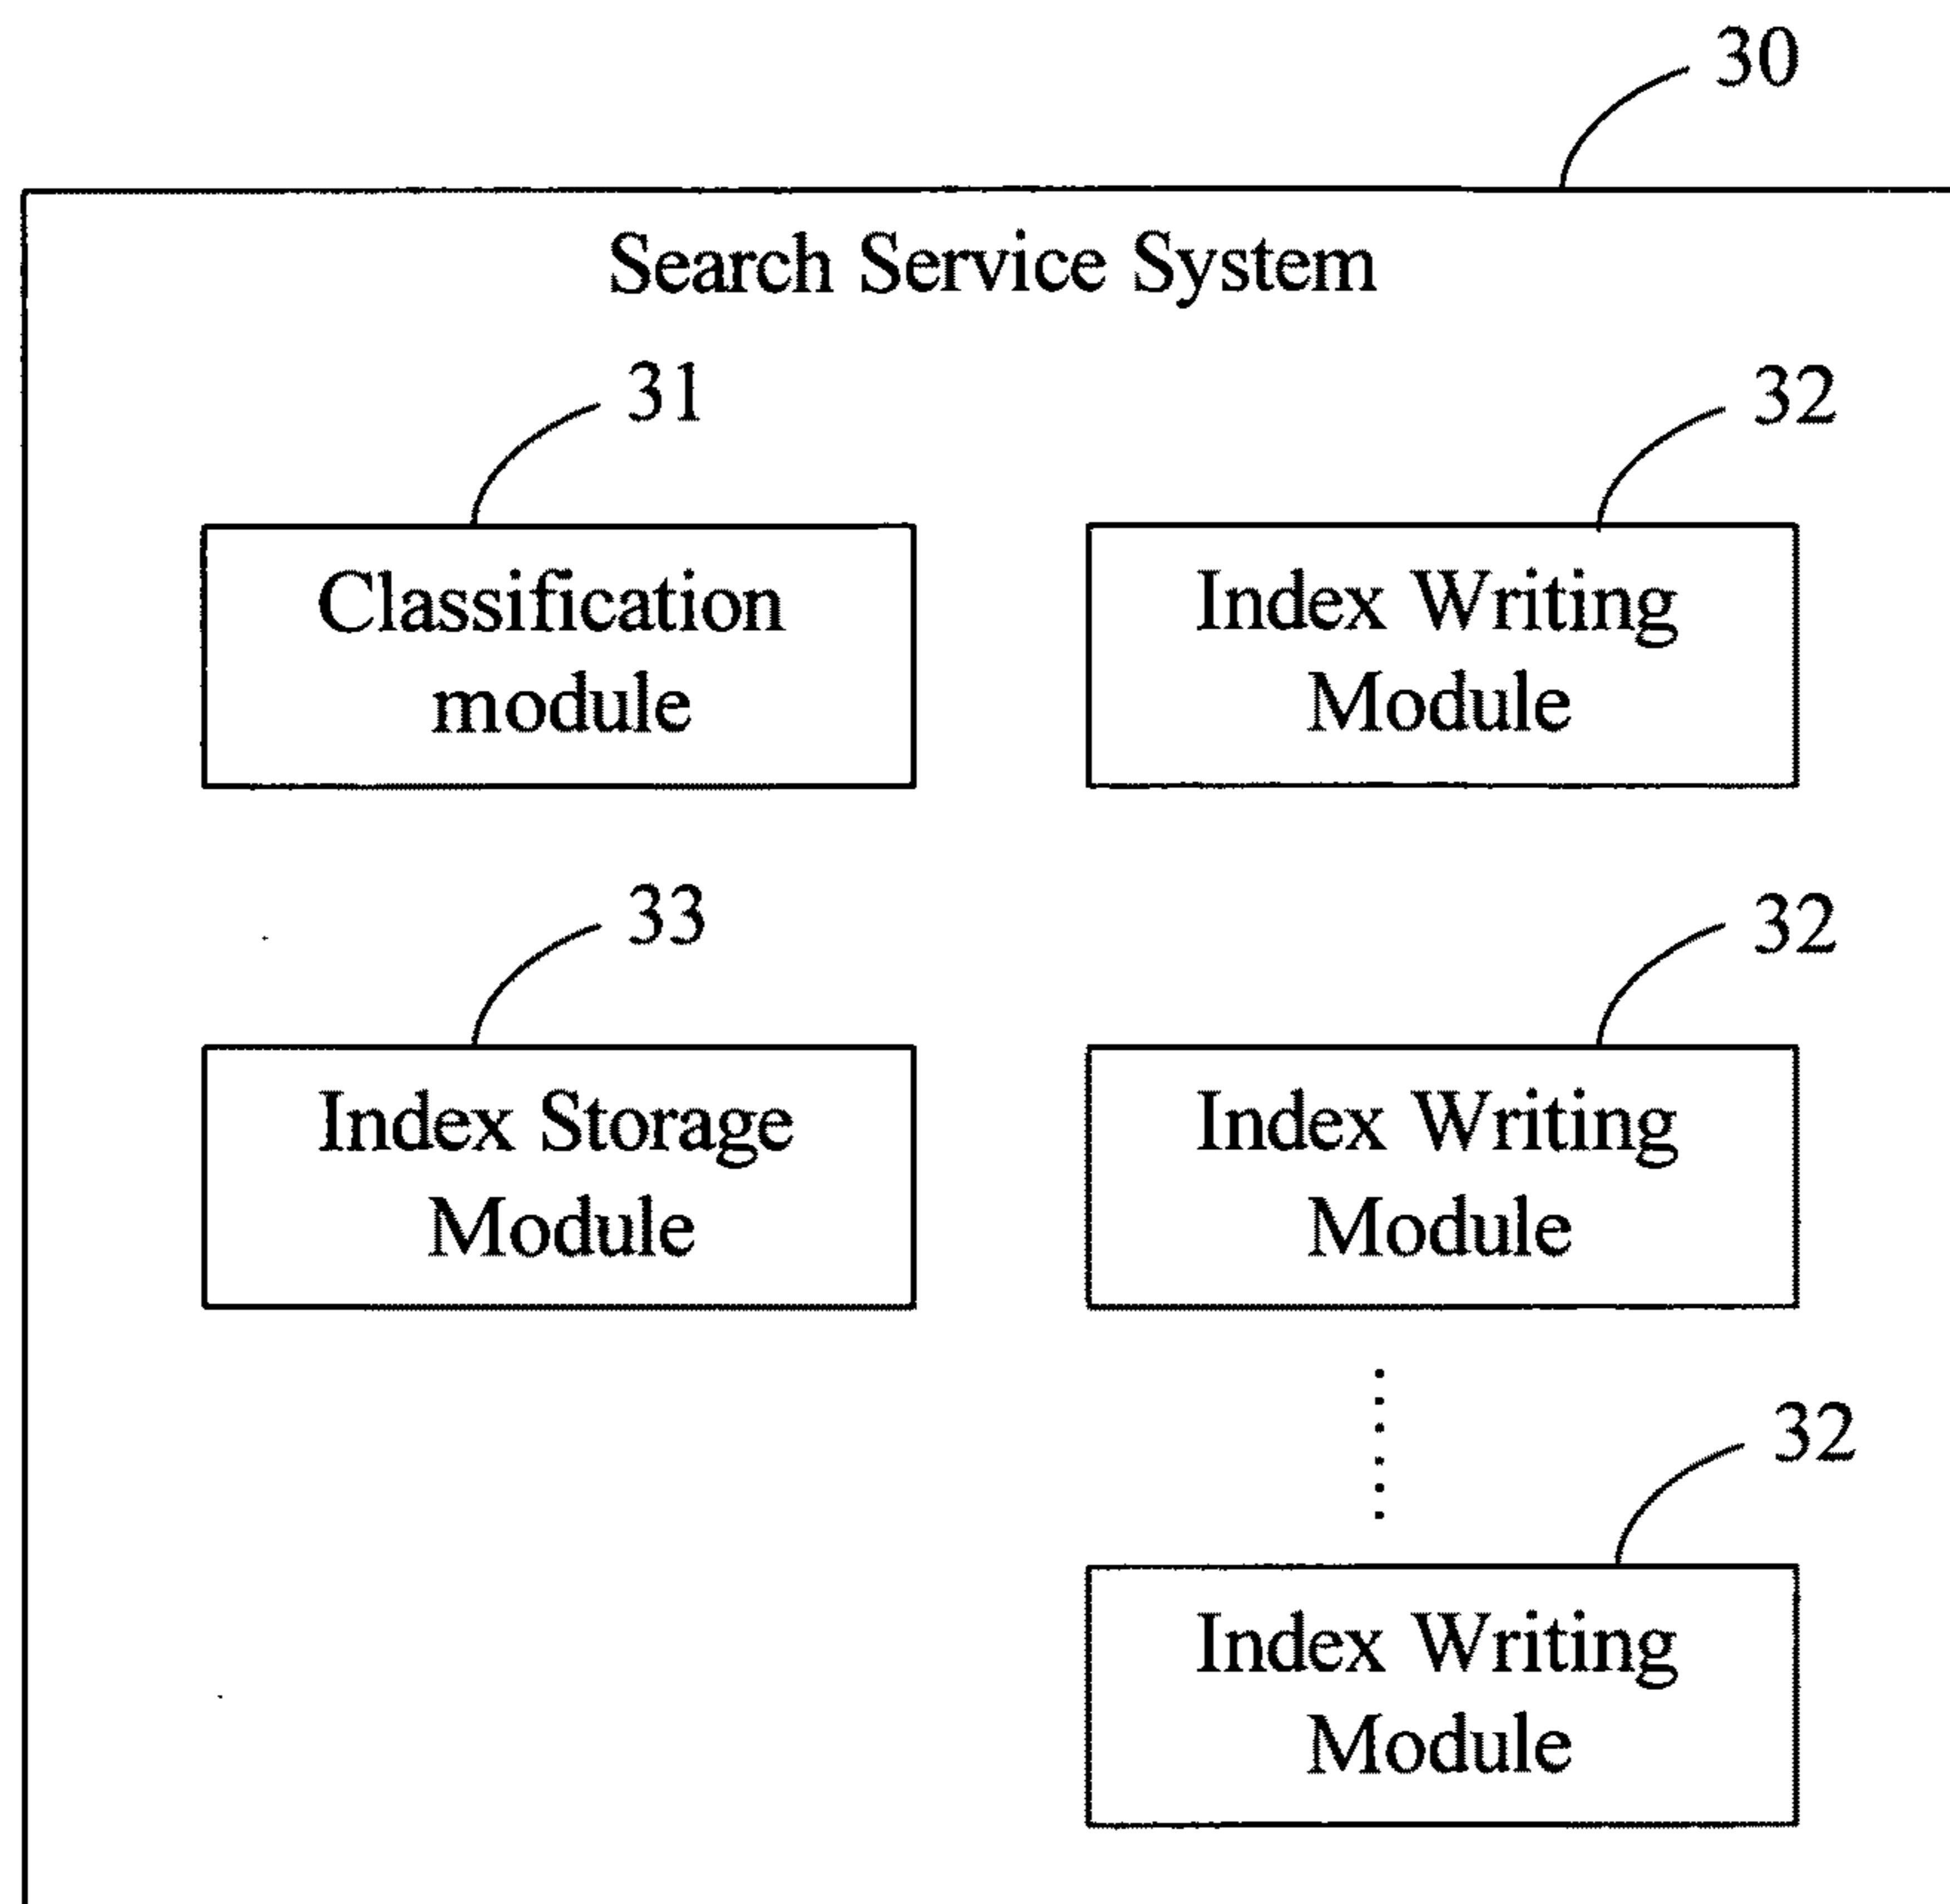 30
Search Service System
31
32
Classification
module
Index Writing
Module
33
32
Index Storage
Module
Index Writing
Module
32
Index Writing
Module